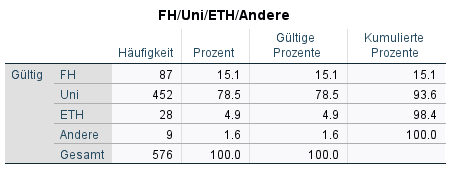 FH/Uni/ETH/Andere
Häufigkeit Prozent Gültige Prozente Kumulierte Prozente
Gültig FH 87 15.1 15.1 15.1
Uni 452 78.5 78.5 93.6
ETH 28 4.9 4.9 98.4
Andere 9 1.6 1.6 100.0
Gesamt 576 100.0 100.0